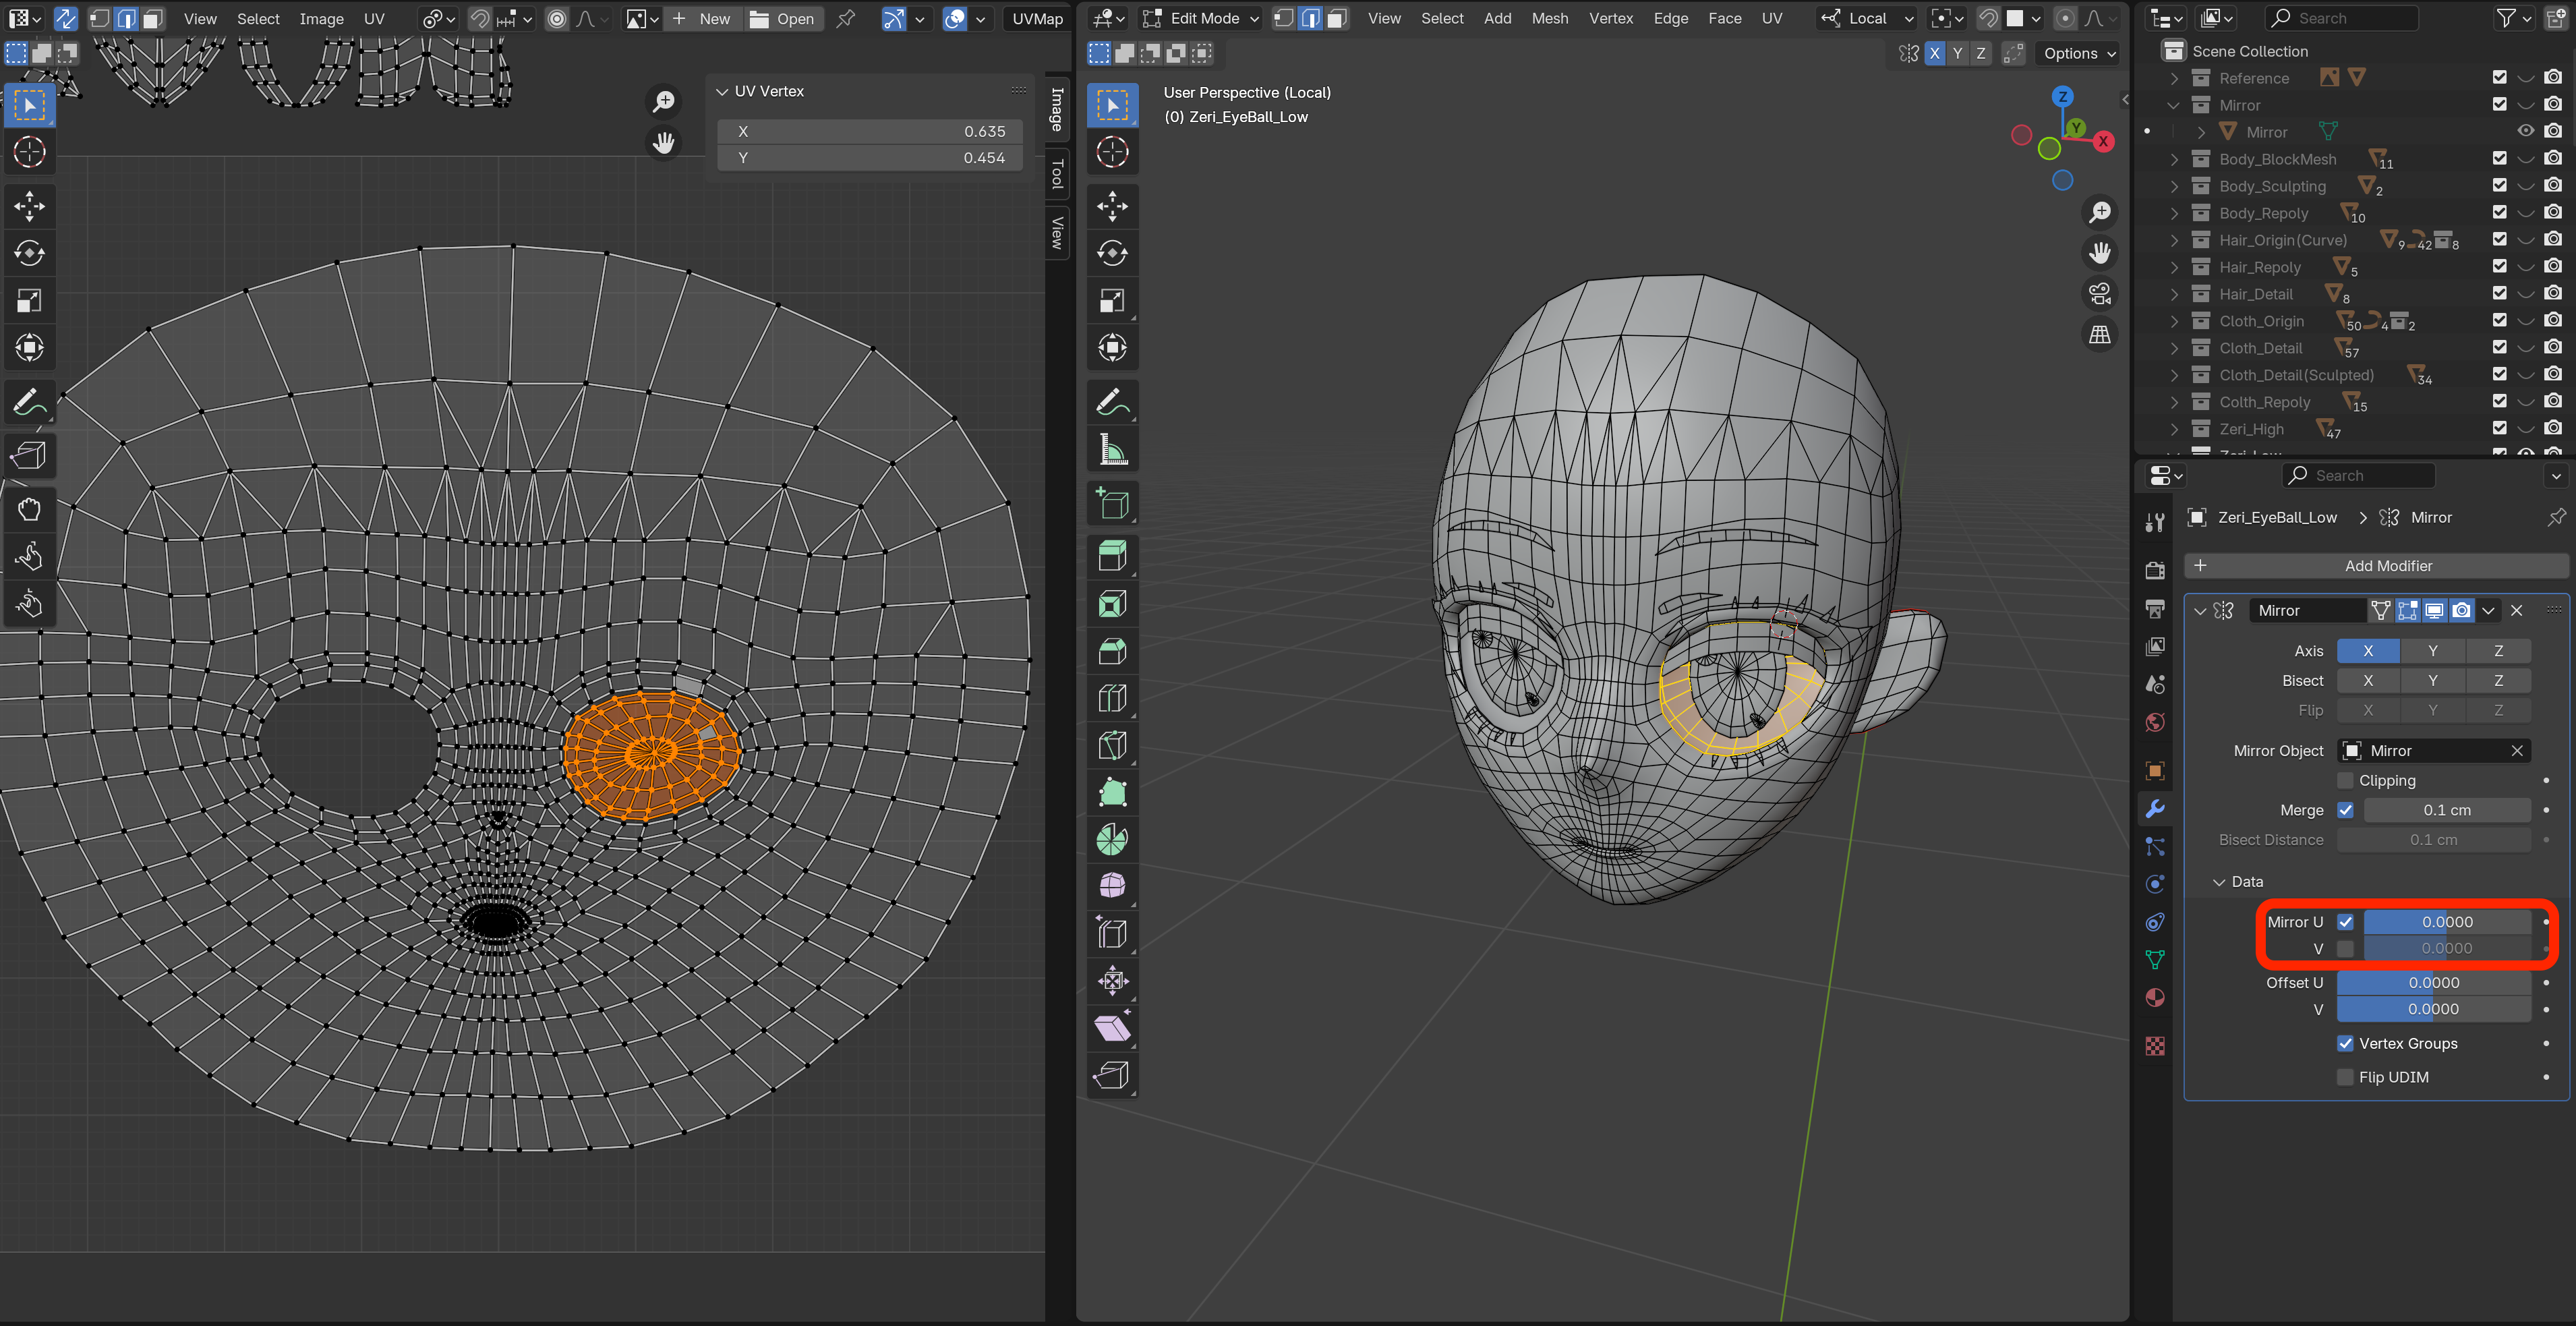 View Select Image UV New Open UVMap
UV Vertex
X 0.635
Y 0.454
Image
Tool
View
Edit Mode View Select Add Mesh Vertex Edge Face UV Local
X Y Z Options
User Perspective (Local)
(0) Zeri_EyeBall_Low
Z
Y
X
Search
Scene Collection
Reference
Mirror
Mirror
Body_BlockMesh 11
Body_Sculpting 2
Body_Repoly 10
Hair_Origin(Curve) 9 42 8
Hair_Repoly 5
Hair_Detail 8
Cloth_Origin 50 4 2
Cloth_Detail 57
Cloth_Detail(Sculpted) 34
Colth_Repoly 15
Zeri_High 47
Search
Zeri_EyeBall_Low > Mirror
+ Add Modifier
Mirror
Axis X Y Z
Bisect X Y Z
Flip X Y Z
Mirror Object Mirror
Clipping
Merge 0.1 cm
Bisect Distance 0.1 cm
Data
Mirror U 0.0000
V 0.0000
Offset U 0.0000
V 0.0000
Vertex Groups
Flip UDIM